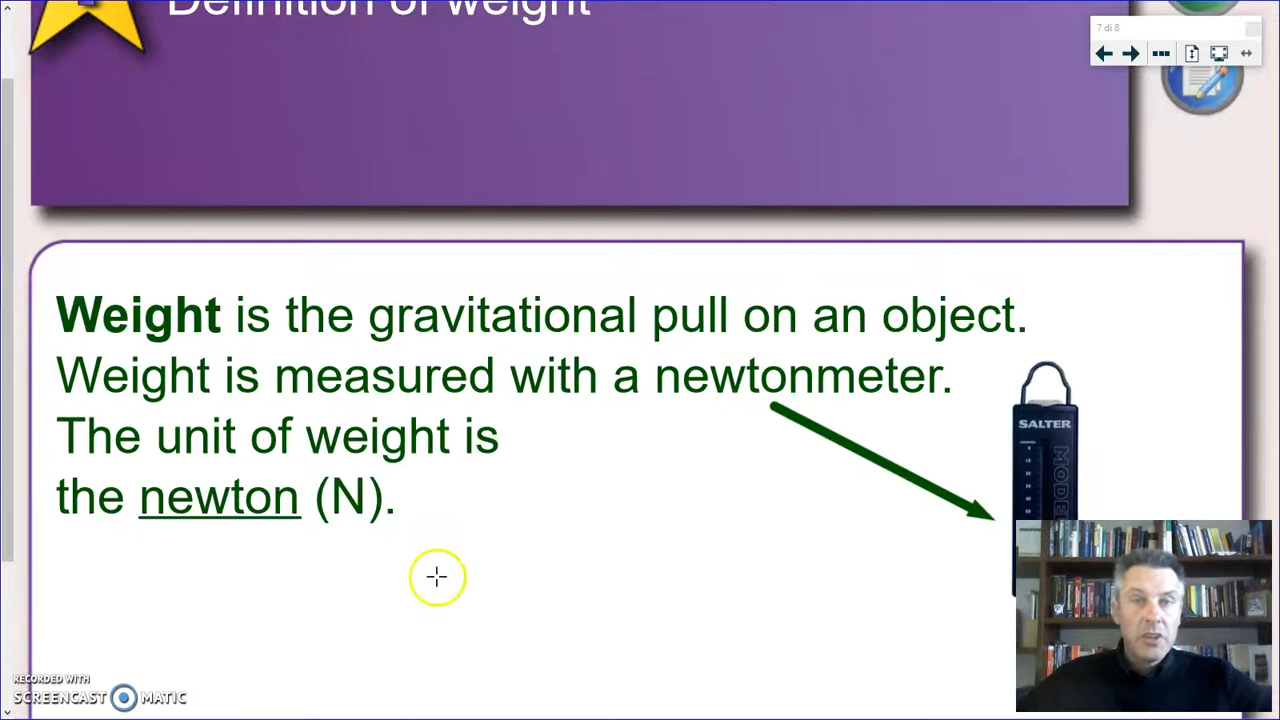 Definition of weight
7 di 8
Weight is the gravitational pull on an object.
Weight is measured with a newtonmeter.
The unit of weight is
the newton (N).
SALTER
MODE
RECORDED WITH
SCREENCAST MATIC